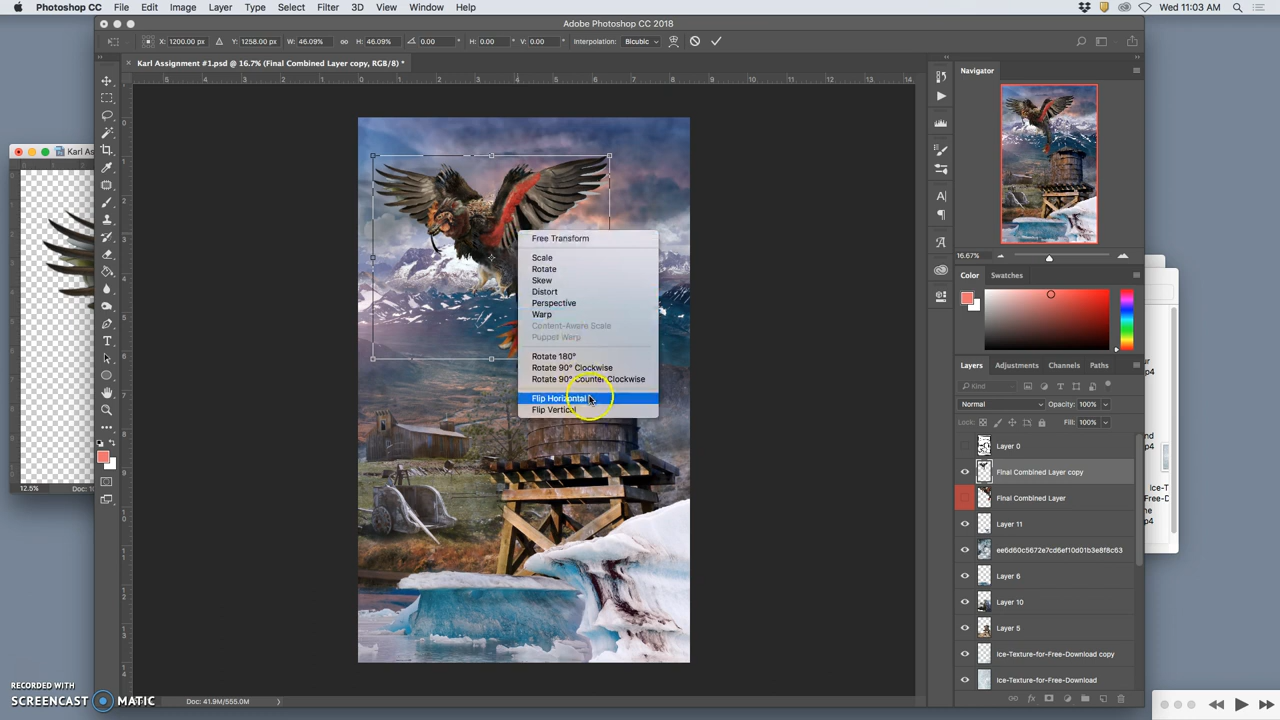 Photoshop CC File Edit Image Layer Type Select Filter 3D View Window Help Wed 11:03 AM
Adobe Photoshop CC 2018
X: 1200.00 px Y: 1258.00 px W: 46.09% H: 46.09% 0.00 H: 0.00 V: 0.00 Interpolation: Bicubic
Karl Assignment #1.psd @ 16.7% (Final Combined Layer copy, RGB/8) *
Navigator
Karl Ass
Free Transform
Scale
Rotate
Skew
Distort
Perspective
Warp
Content-Aware Scale
Puppet Warp
Rotate 180°
Rotate 90° Clockwise
Rotate 90° Counter Clockwise
Flip Horizontal
Flip Vertical
16.67%
Color Swatches
Layers Adjustments Channels Paths
Kind
Normal Opacity: 100%
Lock: Fill: 100%
Layer 0
Final Combined Layer copy
Final Combined Layer
Layer 11
ee6d60c5672e7cd6ef10d01b3e8f8c63
Layer 6
Layer 10
Layer 5
Ice-Texture-for-Free-Download copy
Ice-Texture-for-Free-Download
12.5% Doc: 10
Doc: 41.9M/555.0M
RECORDED WITH
SCREENCAST MATIC